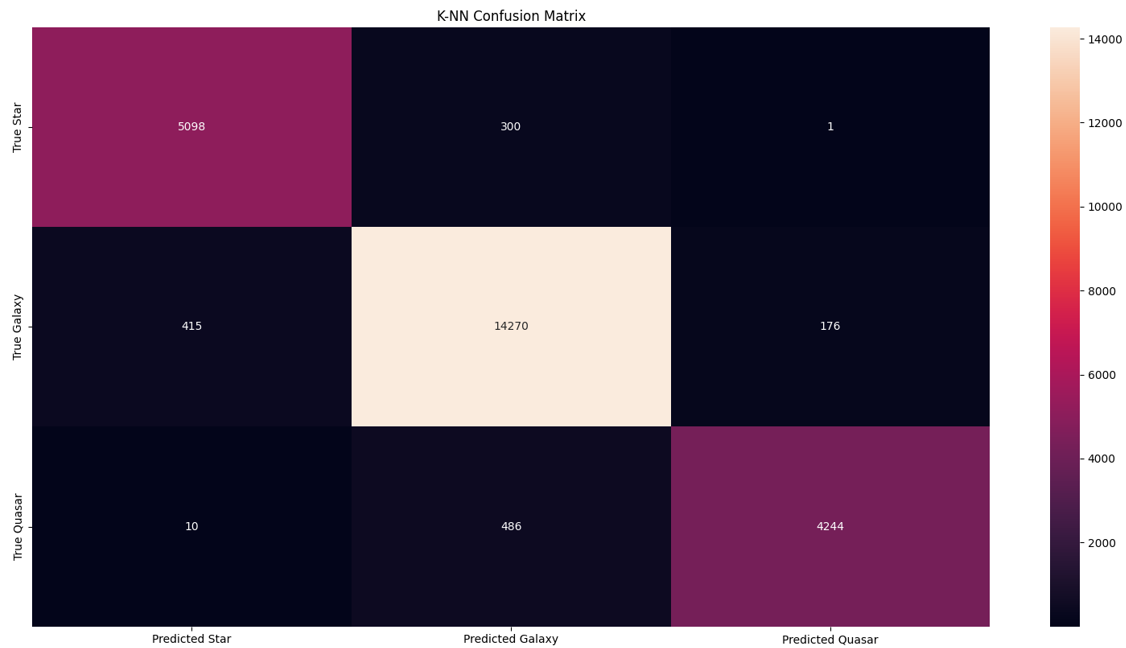 K-NN Confusion Matrix
True Star
5098
300
1
True Galaxy
415
14270
176
True Quasar
10
486
4244
Predicted Star
Predicted Galaxy
Predicted Quasar
14000
12000
10000
8000
6000
4000
2000